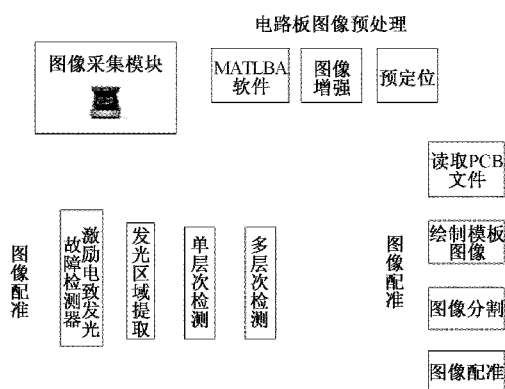 电路板图像预处理
图像采集模块
MATLBA
软件
图像
增强
预定位
读取PCB
文件
绘制模板
图像
图像分割
图像配准
图像配准
激励电致发光
故障检测器
发光区域提取
单层次检测
多层次检测
图像配准